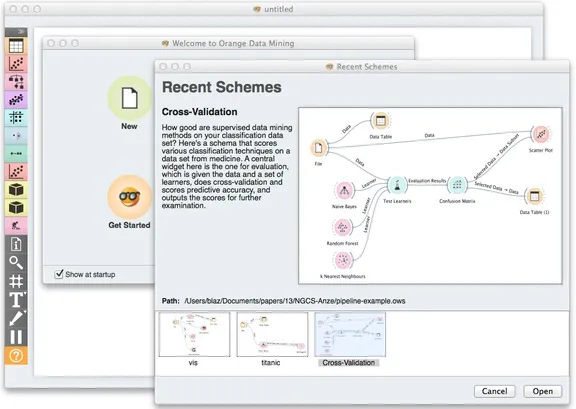 untitled
Welcome to Orange Data Mining
New
Get Started
Show at startup
Recent Schemes
Recent Schemes
Cross-Validation
How good are supervised data mining
methods on your classification data
set? Here's a schema that scores
various classification techniques on a
data set from medicine. A central
widget here is the one for evaluation,
which is given the data and a set of
learners, does cross-validation and
scores predictive accuracy, and
outputs the scores for further
examination.
File
Data
Data Table
Data
Scatter Plot
Data
Selected Data → Data Subset
Learner
Naive Bayes
Test Learners
Evaluation Results
Confusion Matrix
Selected Data → Data
Data Table (1)
Learner
Random Forest
Learner
k Nearest Neighbours
Path: /Users/blaz/Documents/papers/13/NGCS-Anze/pipeline-example.ows
vis
titanic
Cross-Validation
Cancel
Open